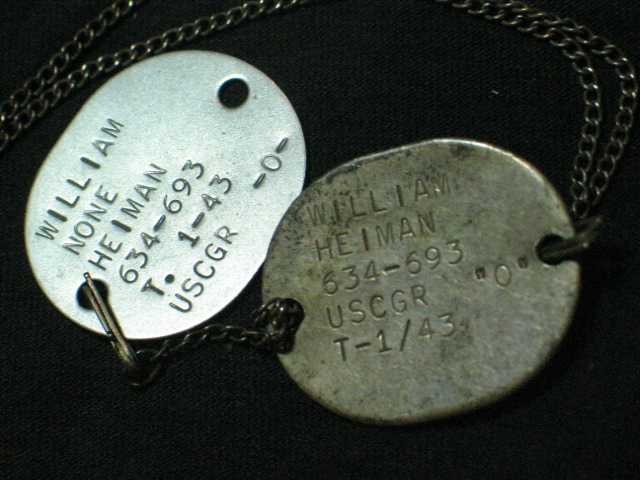 WILLIAM
NONE
HEIMAN
634-693
T. 1-43 -O-
USCGR
WILLIAM
HEIMAN
634-693
USCGR "O"
T-1/43